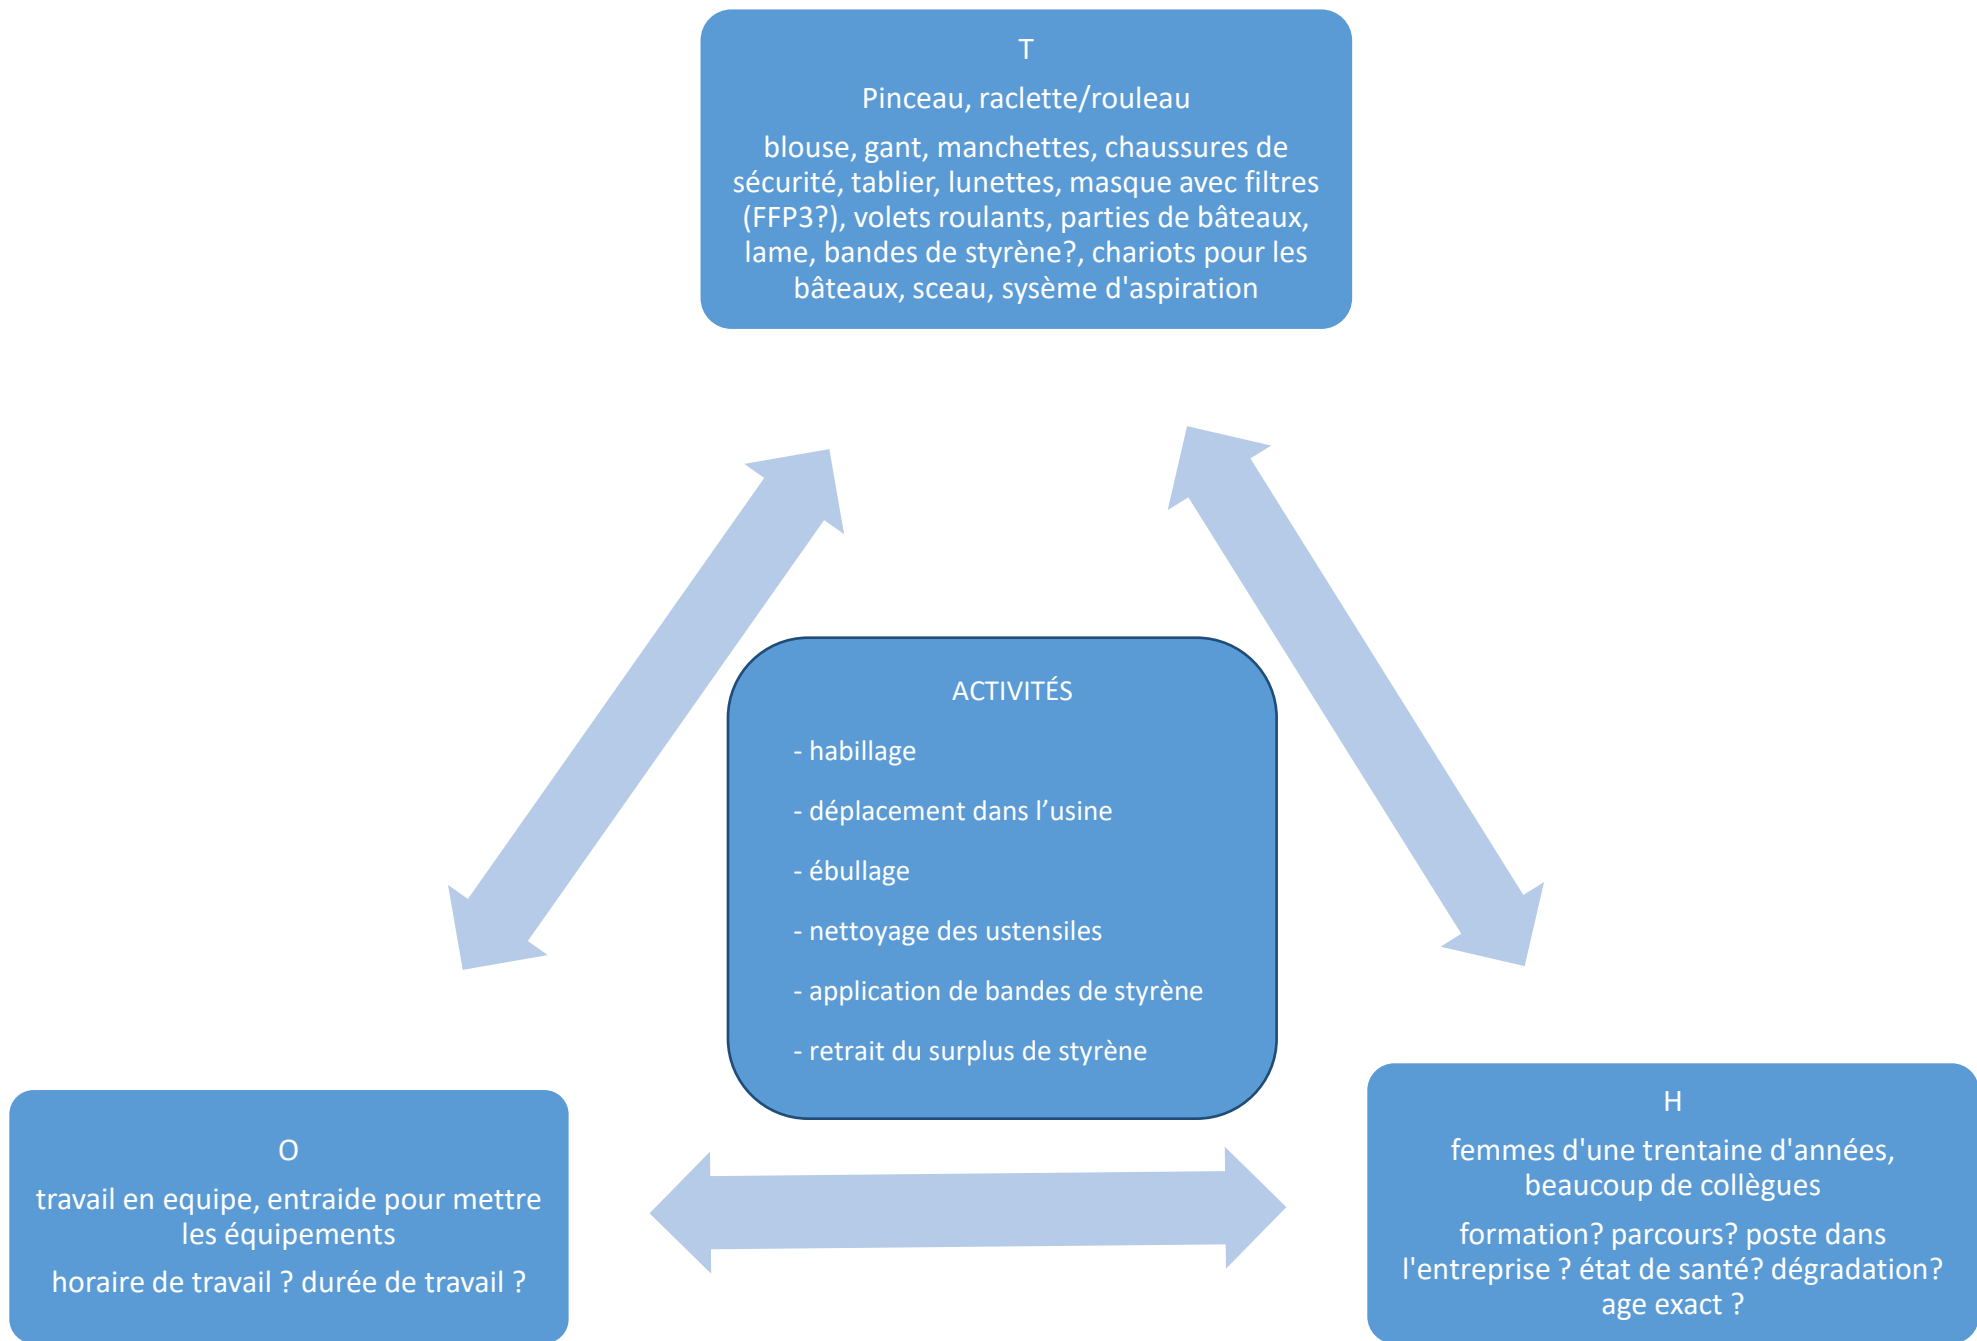 T
Pinceau, raclette/rouleau
blouse, gant, manchettes, chaussures de
sécurité, tablier, lunettes, masque avec filtres
(FFP3?), volets roulants, parties de bâteaux,
lame, bandes de styrène?, chariots pour les
bâteaux, sceau, sysème d'aspiration
ACTIVITÉS
- habillage
- déplacement dans l’usine
- ébullage
- nettoyage des ustensiles
- application de bandes de styrène
- retrait du surplus de styrène
O
travail en equipe, entraide pour mettre
les équipements
horaire de travail ? durée de travail ?
H
femmes d'une trentaine d'années,
beaucoup de collègues
formation? parcours? poste dans
l'entreprise ? état de santé? dégradation?
age exact ?